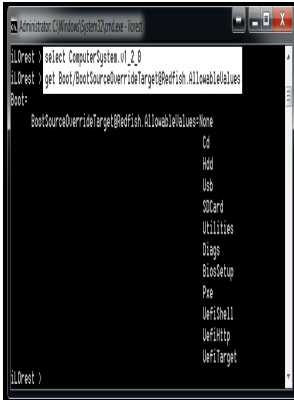 Administrator: C:\Windows\System32\cmd.exe - ilorest
iLOrest > select ComputerSystem.v1_2_0
iLOrest > get Boot/BootSourceOverrideTarget@Redfish.AllowableValues
Boot=
BootSourceOverrideTarget@Redfish.AllowableValues=None
Cd
Hdd
Usb
SDCard
Utilities
Diags
BiosSetup
Pxe
UefiShell
UefiHttp
UefiTarget
iLOrest >